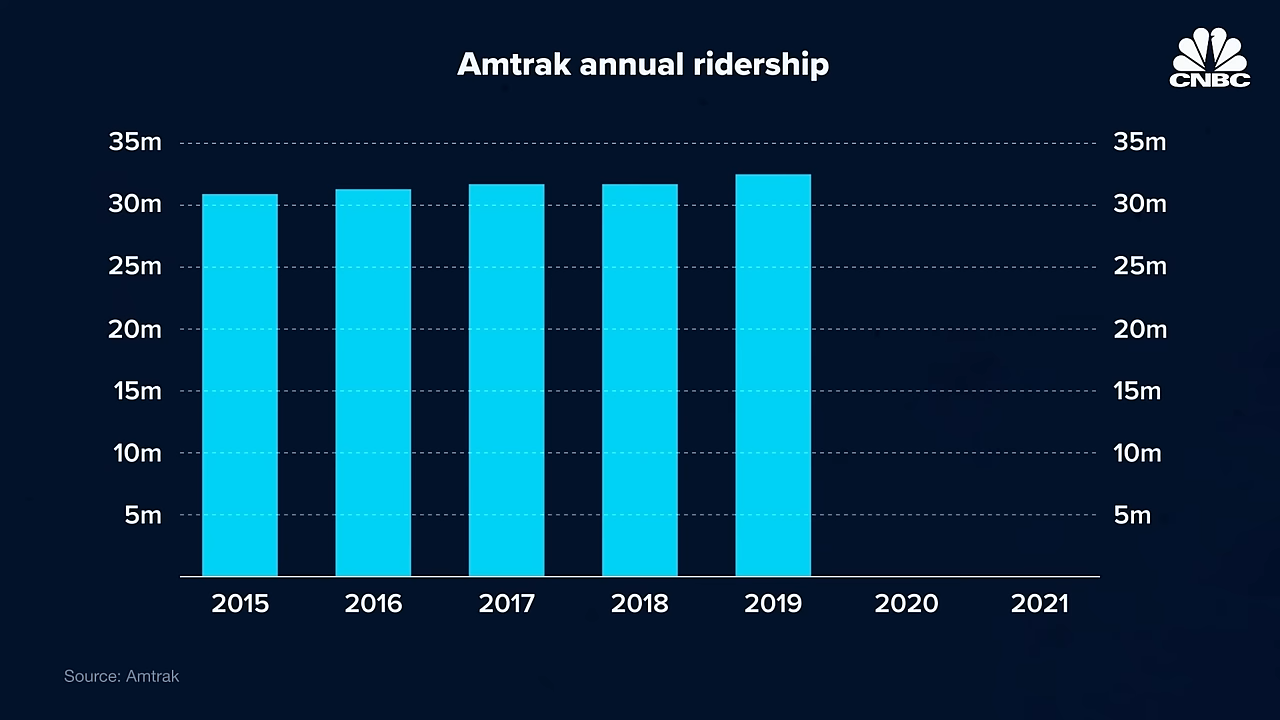 Amtrak annual ridership
CNBC
35m 35m
30m 30m
25m 25m
20m 20m
15m 15m
10m 10m
5m 5m
2015 2016 2017 2018 2019 2020 2021
Source: Amtrak